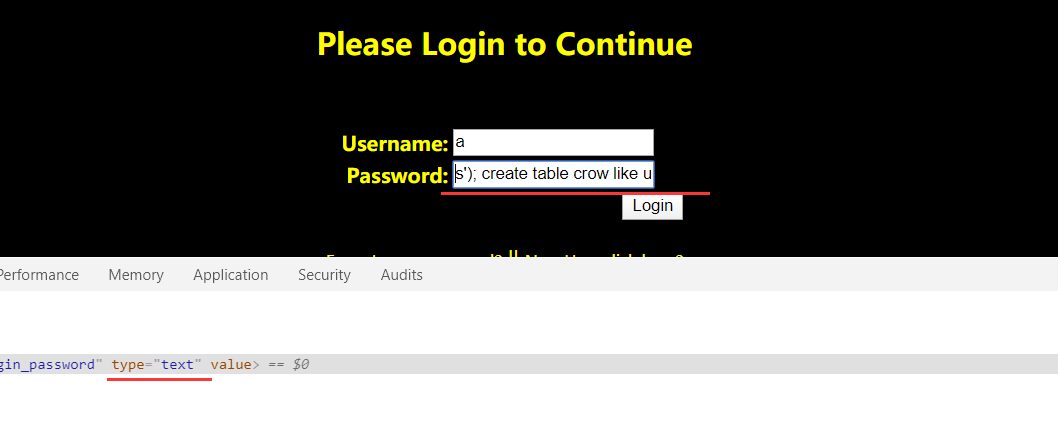 Please Login to Continue
Username: a
Password: s'); create table crow like u
Login
Performance Memory Application Security Audits
gin_password" type="text" value> == $0